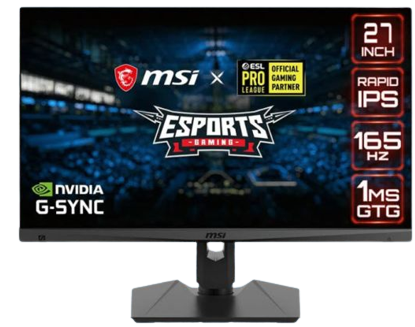 msi × ESL PRO LEAGUE OFFICIAL GAMING PARTNER
ESPORTS
GAMING
NVIDIA
G-SYNC
27
INCH
RAPID
IPS
165
HZ
1MS
GTG
msi